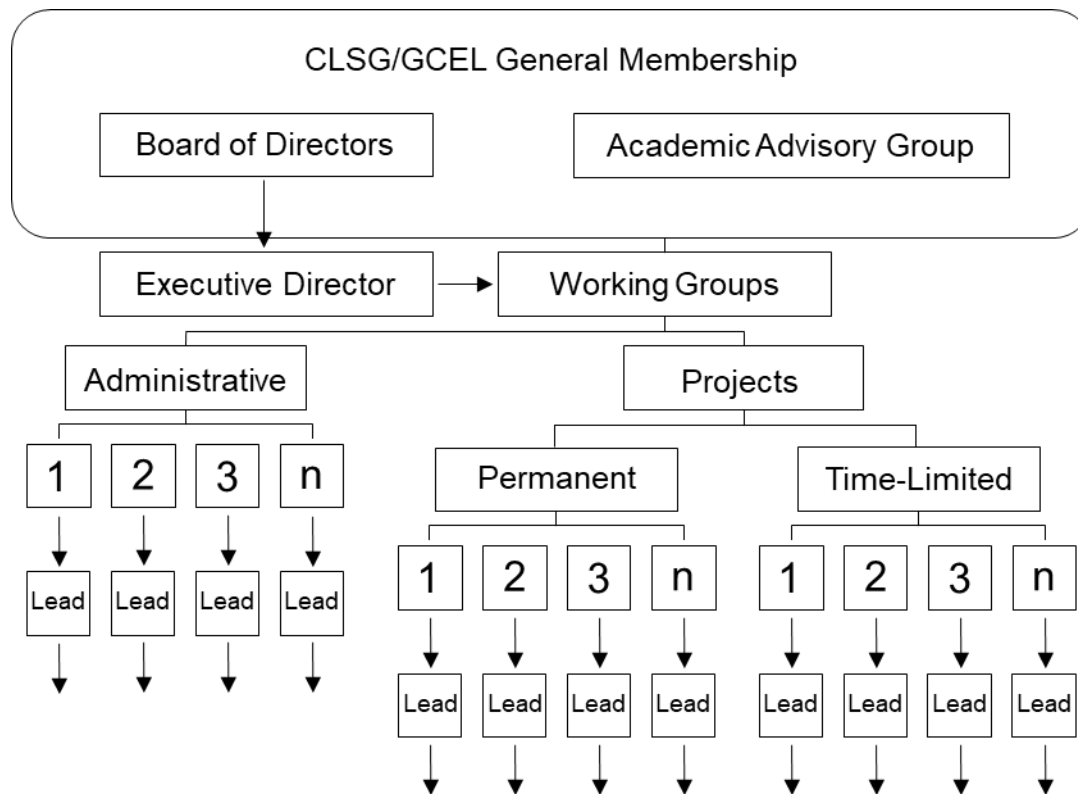 CLSG/GCEL General Membership
Board of Directors
Academic Advisory Group
Executive Director
Working Groups
Administrative
Projects
1 2 3 n
Permanent
Time-Limited
Lead Lead Lead Lead
1 2 3 n
1 2 3 n
Lead Lead Lead Lead
Lead Lead Lead Lead